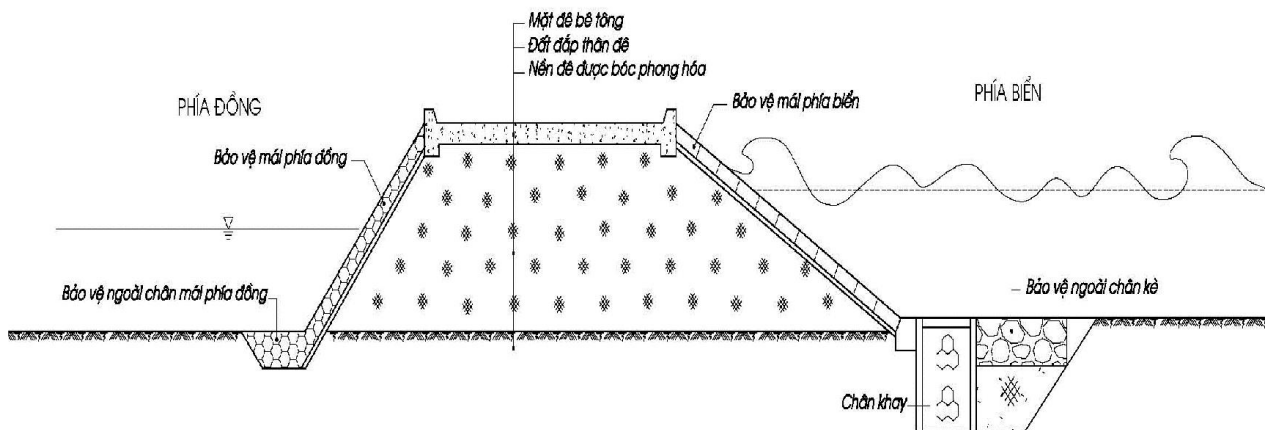 Mặt đê bê tông
Đất đắp thân đê
Nền đê được bóc phong hóa
PHÍA ĐỒNG
PHÍA BIỂN
Bảo vệ mái phía biển
Bảo vệ mái phía đồng
Bảo vệ ngoài chân mái phía đồng
Bảo vệ ngoài chân kè
Chân khay